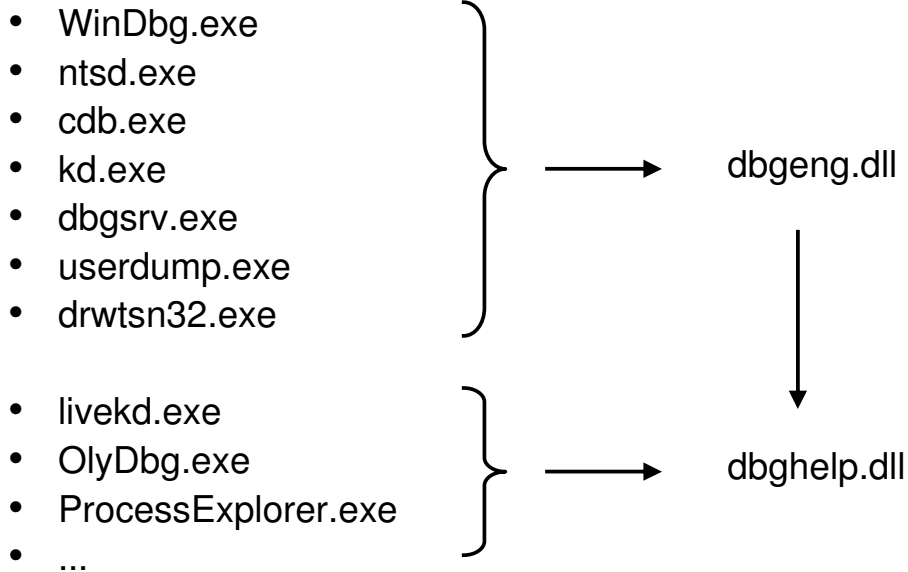 • WinDbg.exe
• ntsd.exe
• cdb.exe
• kd.exe
• dbgsrv.exe
• userdump.exe
• drwtsn32.exe
dbgeng.dll
• livekd.exe
• OlyDbg.exe
• ProcessExplorer.exe
• ...
dbghelp.dll